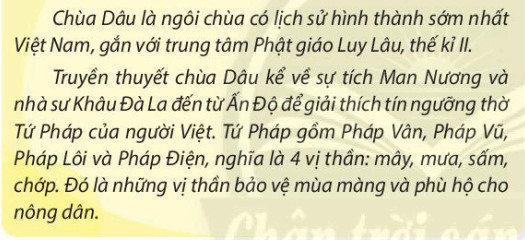 Chùa Dâu là ngôi chùa có lịch sử hình thành sớm nhất
Việt Nam, gắn với trung tâm Phật giáo Luy Lâu, thế kỉ II.
Truyền thuyết chùa Dâu kể về sự tích Man Nương và
nhà sư Khâu Đà La đến từ Ấn Độ để giải thích tín ngưỡng thờ
Tứ Pháp của người Việt. Tứ Pháp gồm Pháp Vân, Pháp Vũ,
Pháp Lôi và Pháp Điện, nghĩa là 4 vị thần: mây, mưa, sấm,
chớp. Đó là những vị thần bảo vệ mùa màng và phù hộ cho
nông dân.
Chân trời sán